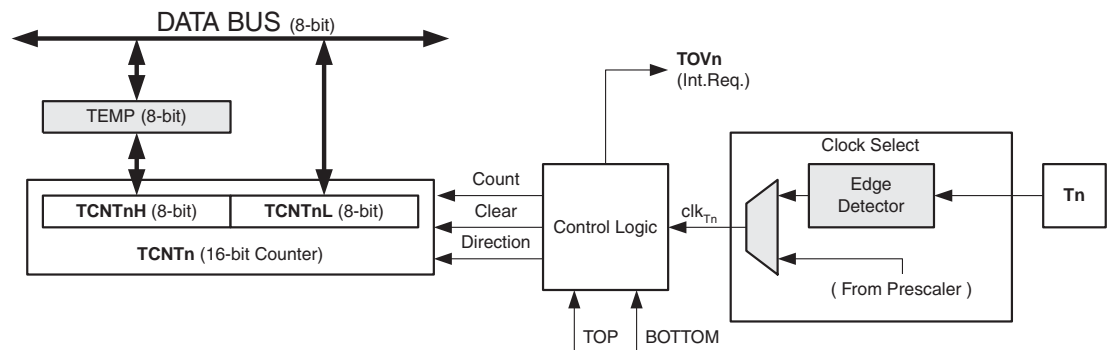 DATA BUS (8-bit)
TEMP (8-bit)
TCNTnH (8-bit)
TCNTnL (8-bit)
TCNTn (16-bit Counter)
Count
Clear
Direction
Control Logic
TOVn
(Int.Req.)
TOP
BOTTOM
clkTn
Clock Select
Edge
Detector
( From Prescaler )
Tn